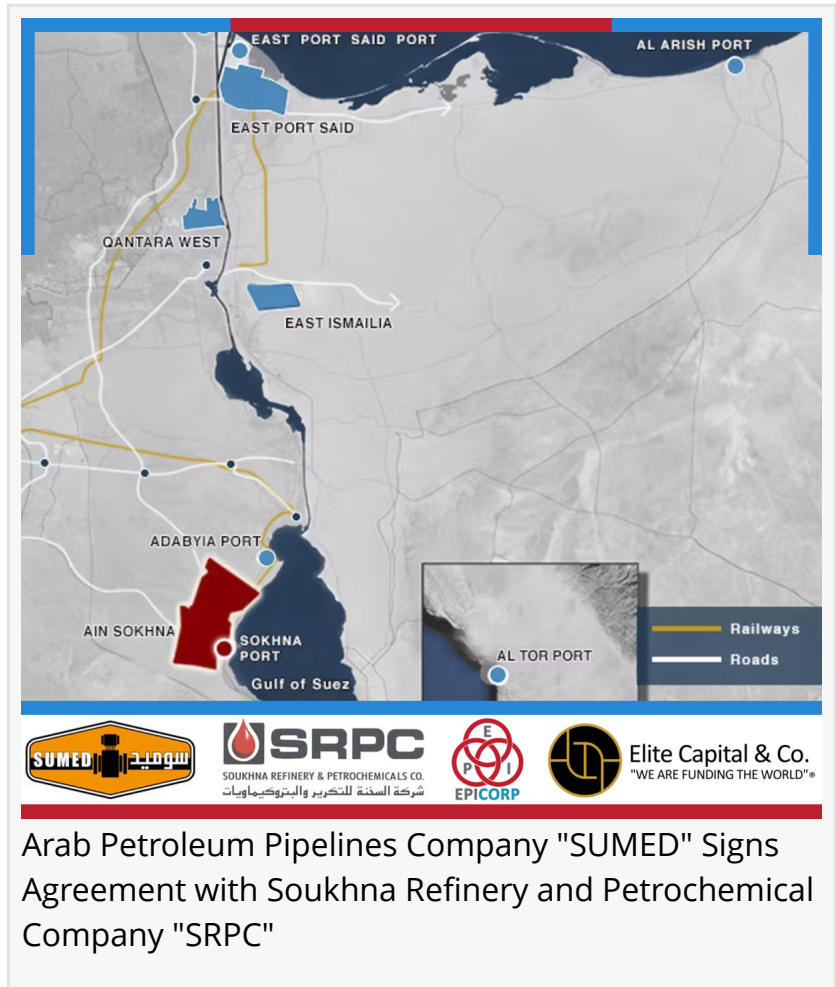 EAST PORT SAID PORT
AL ARISH PORT
EAST PORT SAID
QANTARA WEST
EAST ISMAILIA
ADABYIA PORT
AIN SOKHNA
SOKHNA
PORT
Gulf of Suez
AL TOR PORT
Railways
Roads
SUMED سوميد
SRPC
SOUKHNA REFINERY & PETROCHEMICALS CO.
شركة السخنة للتكرير والبتروكيماويات
E
P I
EPICORP
Elite Capital & Co.
"WE ARE FUNDING THE WORLD"®
Arab Petroleum Pipelines Company "SUMED" Signs
Agreement with Soukhna Refinery and Petrochemical
Company "SRPC"